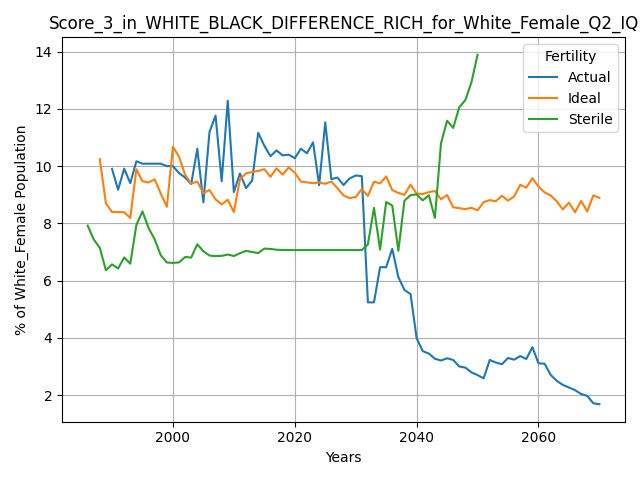 Score_3_in_WHITE_BLACK_DIFFERENCE_RICH_for_White_Female_Q2_IQ
Fertility
Actual
Ideal
Sterile
% of White_Female Population
14
12
10
8
6
4
2
2000
2020
2040
2060
Years